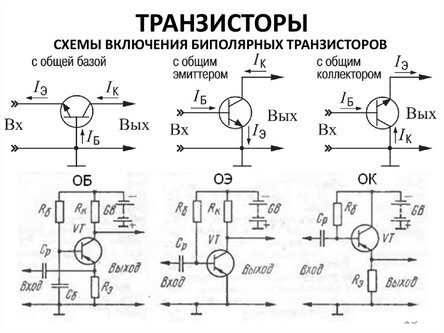 ТРАНЗИСТОРЫ
СХЕМЫ ВКЛЮЧЕНИЯ БИПОЛЯРНЫХ ТРАНЗИСТОРОВ
с общей базой
с общим
эмиттером
с общим
коллектором
Iэ
Iк
Iб
Вх
Вых
Iк
Iб
Iэ
Вх
Вых
Iэ
Iб
Iк
Вх
Вых
ОБ
ОЭ
ОК
Rб
Rк
GB
VT
Cр
Вход
Cб
Rэ
Выход
Rб
Rк
GB
VT
Cр
Вход
Выход
Rб
GB
Cр
VT
Вход
Rэ
Выход